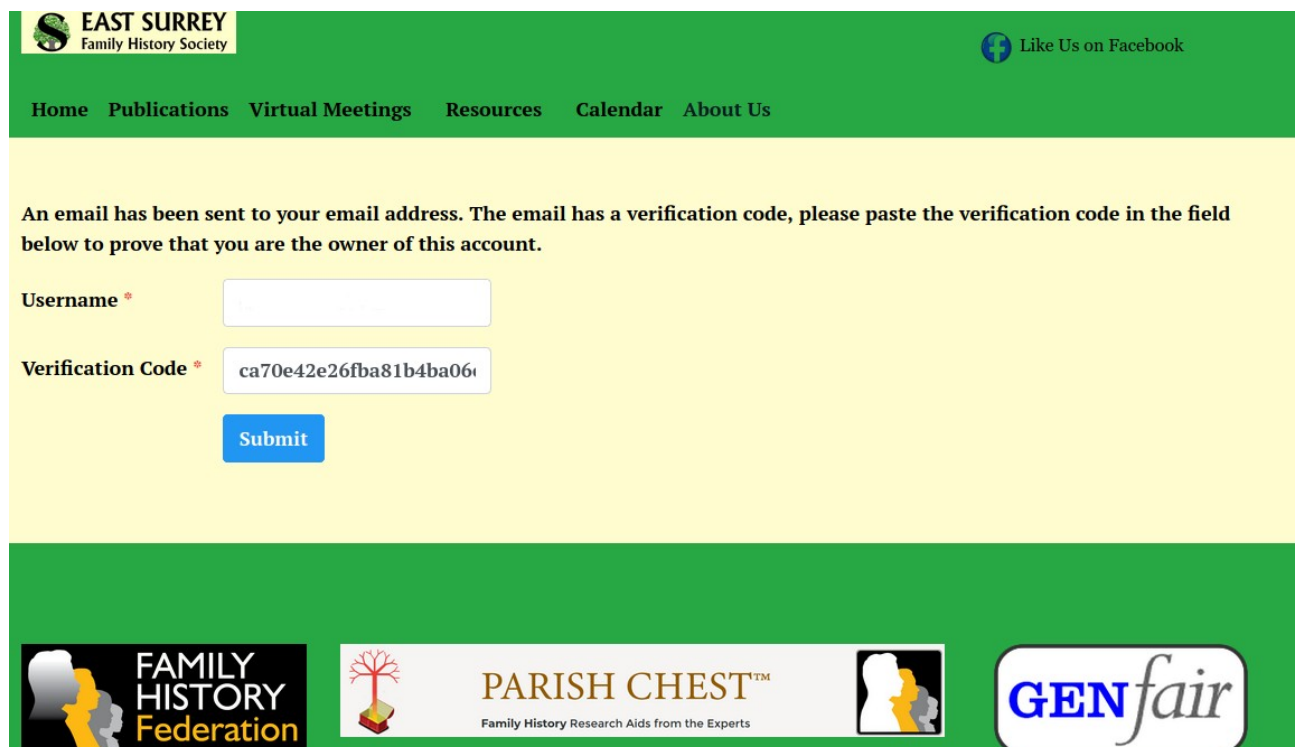 EAST SURREY
Family History Society
Like Us on Facebook
Home Publications Virtual Meetings Resources Calendar About Us
An email has been sent to your email address. The email has a verification code, please paste the verification code in the field
below to prove that you are the owner of this account.
Username *
Verification Code * ca70e42e26fba81b4ba06
Submit
FAMILY
HISTORY
Federation
PARISH CHEST™
Family History Research Aids from the Experts
GENfair